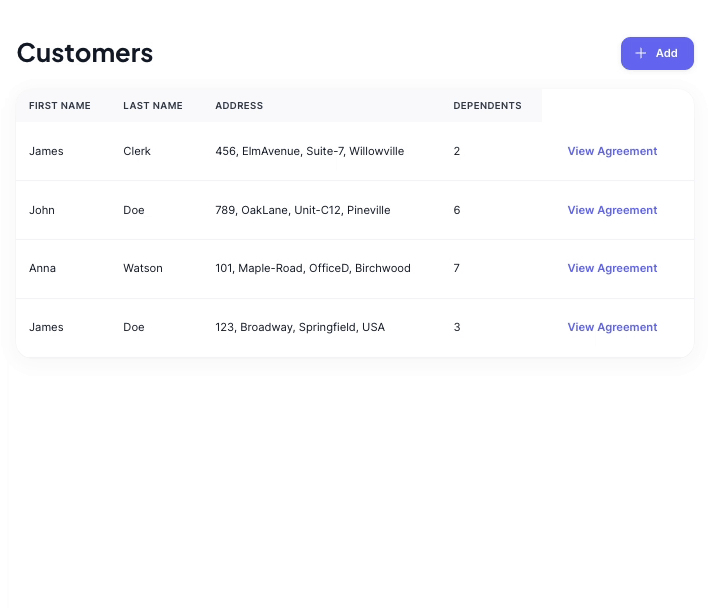 Customers
+ Add
FIRST NAME LAST NAME ADDRESS DEPENDENTS
James Clerk 456, ElmAvenue, Suite-7, Willowville 2 View Agreement
John Doe 789, OakLane, Unit-C12, Pineville 6 View Agreement
Anna Watson 101, Maple-Road, OfficeD, Birchwood 7 View Agreement
James Doe 123, Broadway, Springfield, USA 3 View Agreement